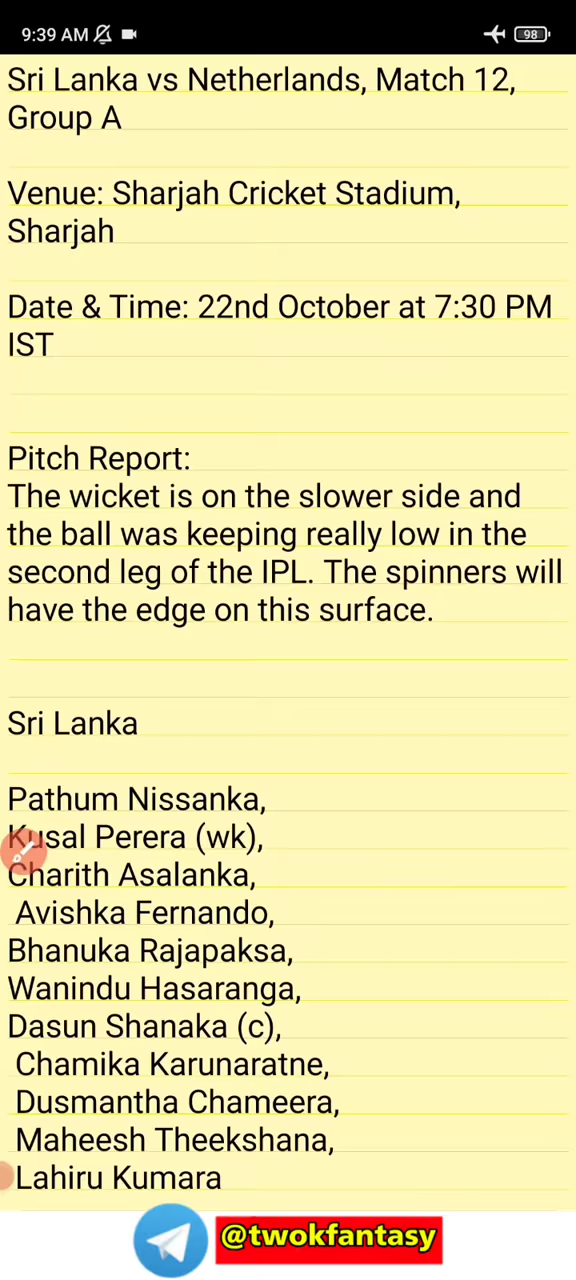 9:39 AM
98
Sri Lanka vs Netherlands, Match 12,
Group A
Venue: Sharjah Cricket Stadium,
Sharjah
Date & Time: 22nd October at 7:30 PM
IST
Pitch Report:
The wicket is on the slower side and
the ball was keeping really low in the
second leg of the IPL. The spinners will
have the edge on this surface.
Sri Lanka
Pathum Nissanka,
Kusal Perera (wk),
Charith Asalanka,
Avishka Fernando,
Bhanuka Rajapaksa,
Wanindu Hasaranga,
Dasun Shanaka (c),
Chamika Karunaratne,
Dusmantha Chameera,
Maheesh Theekshana,
Lahiru Kumara
@twokfantasy